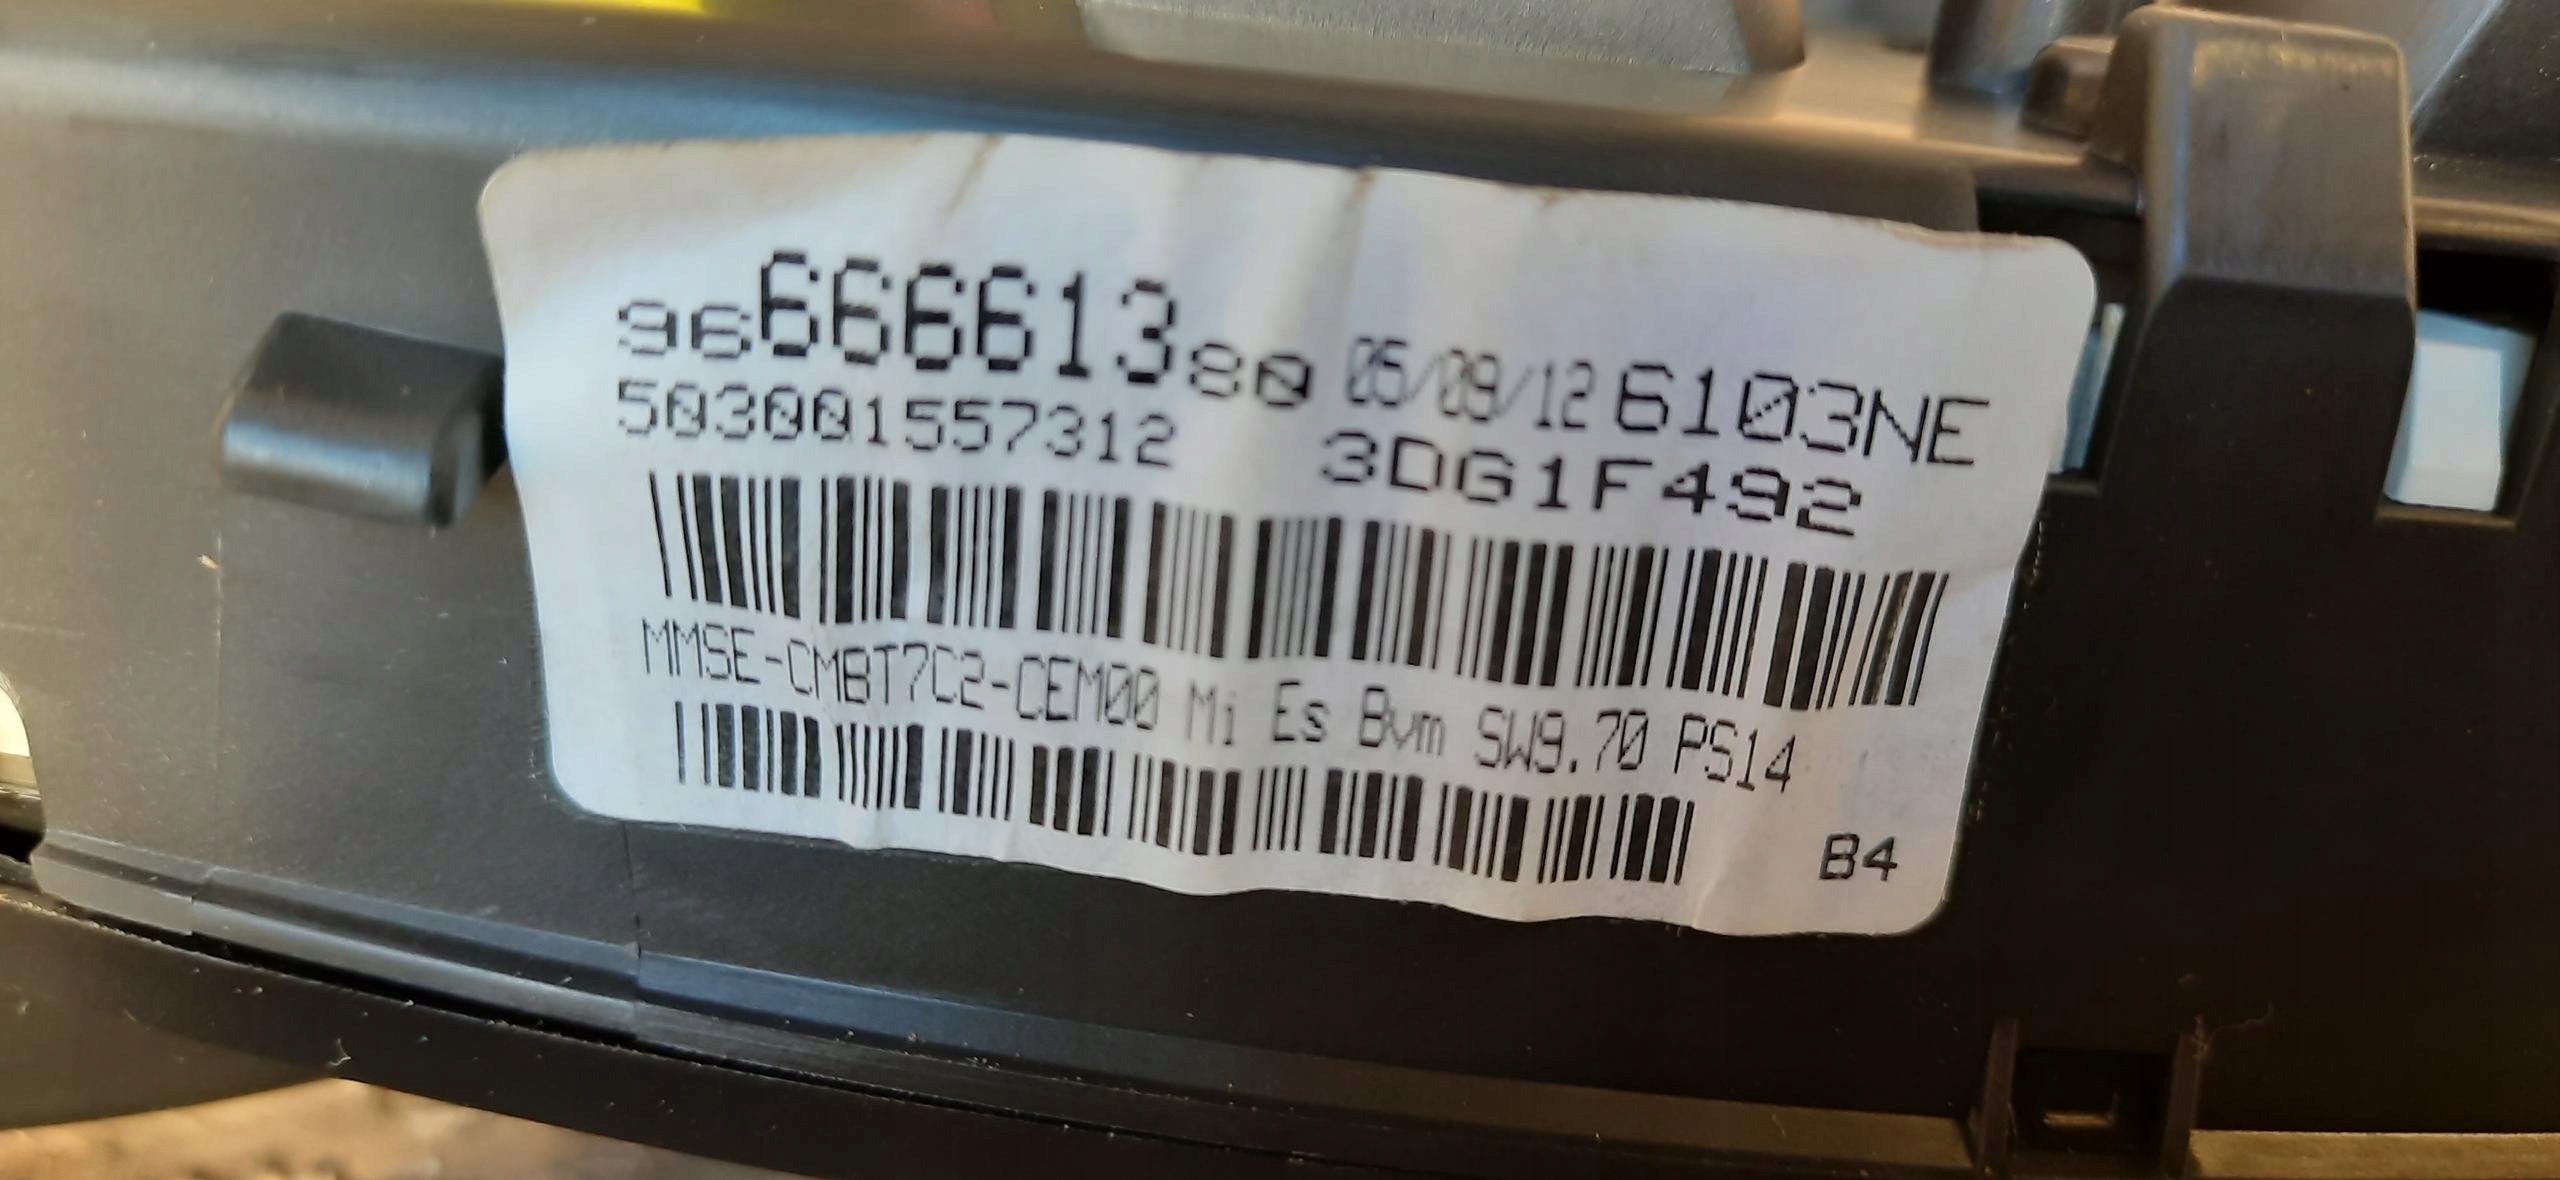 9666661380 05/09/12 6103NE
503001557312 3DG1F492
MMSE-CMBT7C2-CEM00 Mi Es Bvm SW9.70 PS14
B4